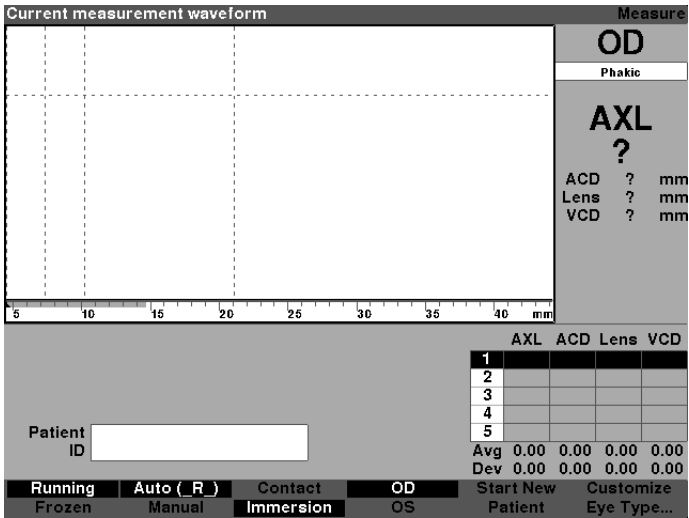 Current measurement waveform Measure
OD
Phakic
AXL
?
ACD ? mm
Lens ? mm
VCD ? mm
5 10 15 20 25 30 35 40 mm
AXL ACD Lens VCD
1
2
3
4
5
Avg 0.00 0.00 0.00 0.00
Dev 0.00 0.00 0.00 0.00
Patient
ID
Running Auto (_R_) Contact OD Start New Customize
Frozen Manual Immersion OS Patient Eye Type...